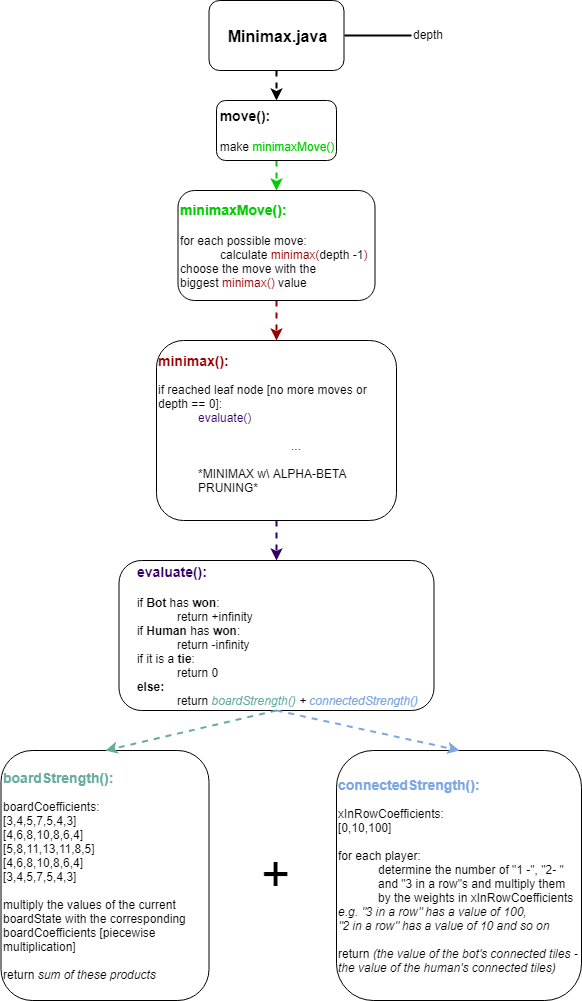 Minimax.java
depth
move():
make minimaxMove()
minimaxMove():
for each possible move:
calculate minimax(depth -1)
choose the move with the
biggest minimax() value
minimax():
if reached leaf node [no more moves or
depth == 0]:
evaluate()
...
*MINIMAX w\ ALPHA-BETA
PRUNING*
evaluate():
if Bot has won:
return +infinity
if Human has won:
return -infinity
if it is a tie:
return 0
else:
return boardStrength() + connectedStrength()
boardStrength():
boardCoefficients:
[3,4,5,7,5,4,3]
[4,6,8,10,8,6,4]
[5,8,11,13,11,8,5]
[4,6,8,10,8,6,4]
[3,4,5,7,5,4,3]
multiply the values of the current
boardState with the corresponding
boardCoefficients [piecewise
multiplication]
return sum of these products
+
connectedStrength():
xInRowCoefficients:
[0,10,100]
for each player:
determine the number of "1 -", "2- "
and "3 in a row"s and multiply them
by the weights in xInRowCoefficients
e.g. "3 in a row" has a value of 100,
"2 in a row" has a value of 10 and so on
return (the value of the bot's connected tiles -
the value of the human's connected tiles)